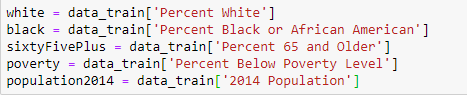 white = data_train['Percent White']
black = data_train['Percent Black or African American']
sixtyFivePlus = data_train['Percent 65 and Older']
poverty = data_train['Percent Below Poverty Level']
population2014 = data_train['2014 Population']